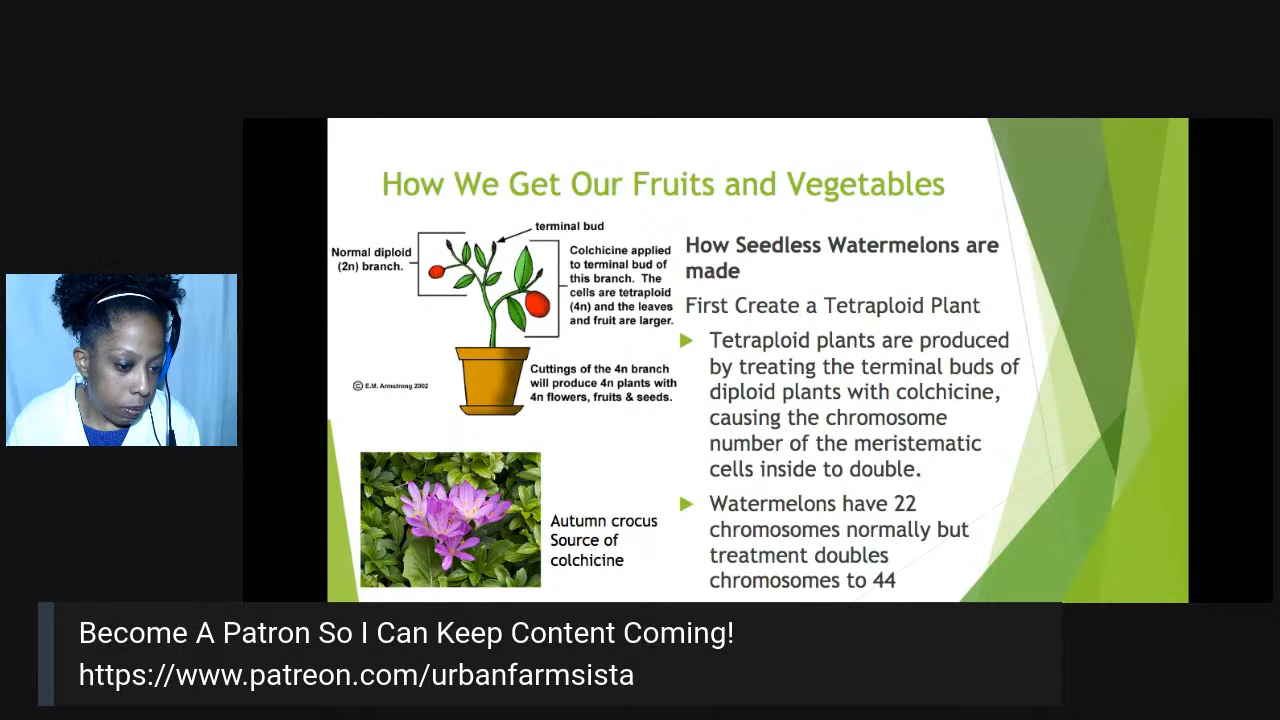 How We Get Our Fruits and Vegetables
terminal bud
Normal diploid
(2n) branch.
Colchicine applied
to terminal bud of
this branch. The
cells are tetraploid
(4n) and the leaves
and fruit are larger.
Cuttings of the 4n branch
will produce 4n plants with
4n flowers, fruits & seeds.
© E.M. Armstrong 2002
Autumn crocus
Source of
colchicine
How Seedless Watermelons are
made
First Create a Tetraploid Plant
Tetraploid plants are produced
by treating the terminal buds of
diploid plants with colchicine,
causing the chromosome
number of the meristematic
cells inside to double.
Watermelons have 22
chromosomes normally but
treatment doubles
chromosomes to 44
Become A Patron So I Can Keep Content Coming!
https://www.patreon.com/urbanfarmsista